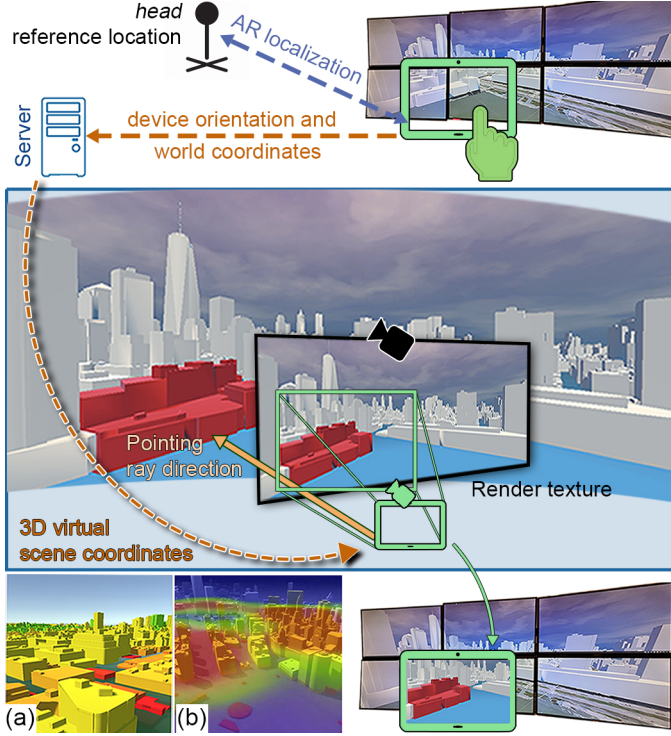 head
reference location
AR localization
Server
device orientation and
world coordinates
Pointing
ray direction
Render texture
3D virtual
scene coordinates
(a)
(b)